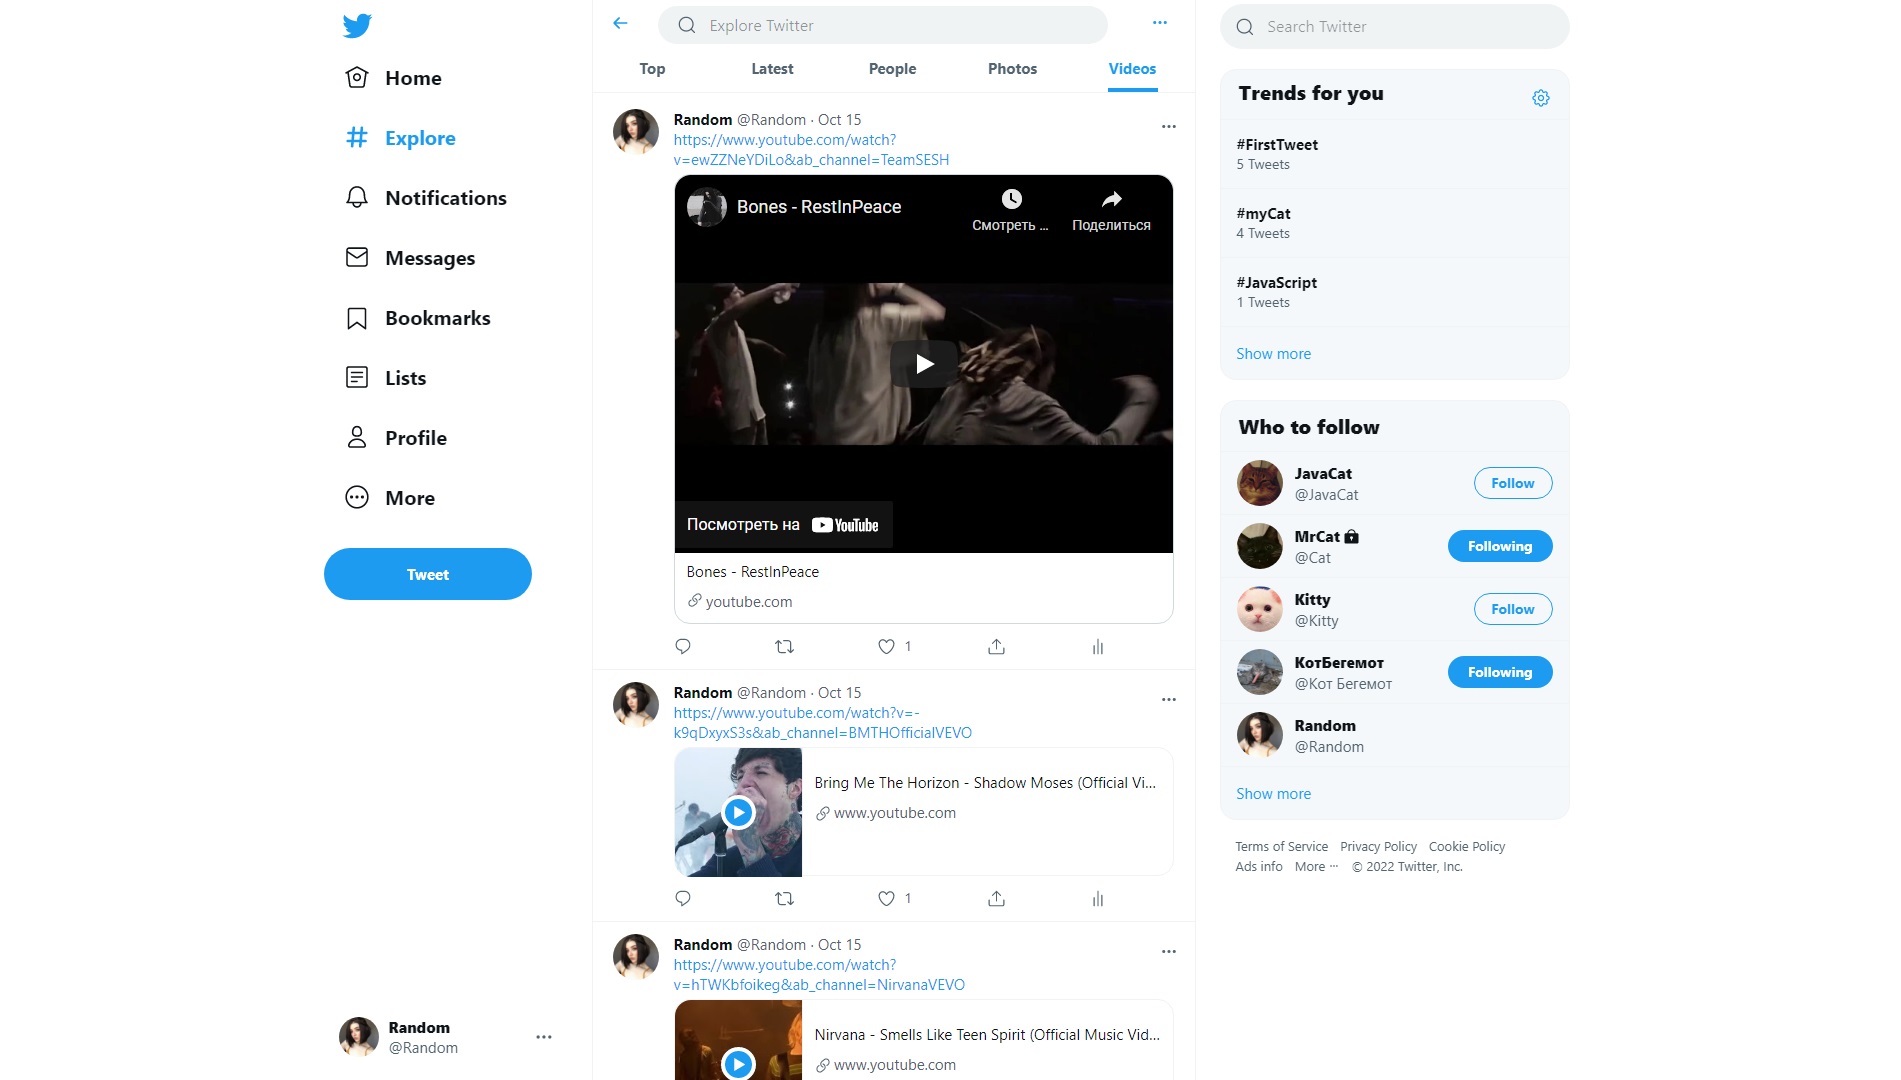 Home
Explore
Notifications
Messages
Bookmarks
Lists
Profile
More
Tweet
Random
@Random
Explore Twitter
Top
Latest
People
Photos
Videos
Random @Random · Oct 15
https://www.youtube.com/watch?
v=ewZZNeYDiLo&ab_channel=TeamSESH
Bones - RestInPeace
Смотреть ...
Поделиться
Посмотреть на YouTube
Bones - RestInPeace
youtube.com
1
Random @Random · Oct 15
https://www.youtube.com/watch?v=-
k9qDxyxS3s&ab_channel=BMTHOfficialVEVO
Bring Me The Horizon - Shadow Moses (Official Vi...
www.youtube.com
1
Random @Random · Oct 15
https://www.youtube.com/watch?
v=hTWKbfoikeg&ab_channel=NirvanaVEVO
Nirvana - Smells Like Teen Spirit (Official Music Vid...
www.youtube.com
Search Twitter
Trends for you
#FirstTweet
5 Tweets
#myCat
4 Tweets
#JavaScript
1 Tweets
Show more
Who to follow
JavaCat
@JavaCat
Follow
MrCat
@Cat
Following
Kitty
@Kitty
Follow
КотБегемот
@Кот Бегемот
Following
Random
@Random
Show more
Terms of Service Privacy Policy Cookie Policy
Ads info More ··· © 2022 Twitter, Inc.